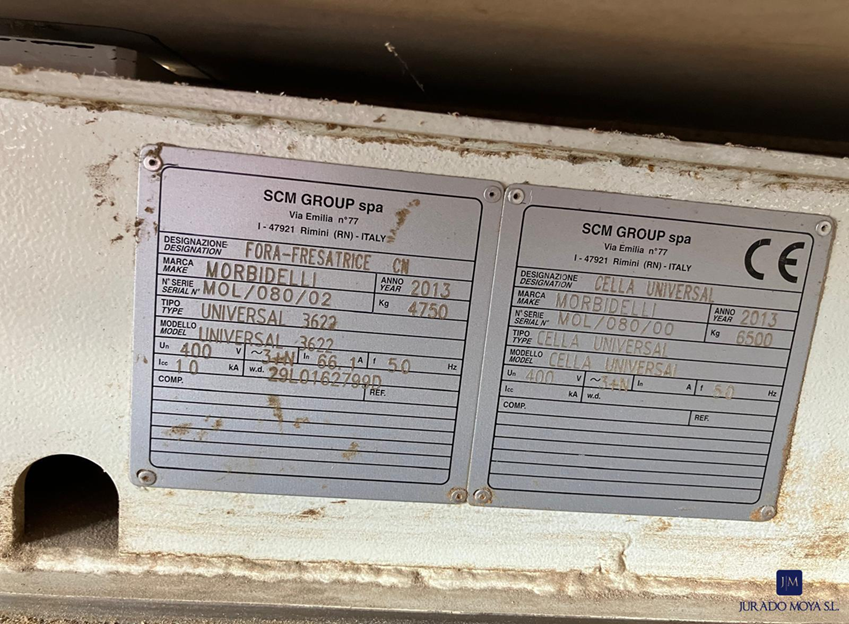 SCM GROUP spa
Via Emilia n°77
I - 47921 Rimini (RN) - ITALY
DESIGNAZIONE
DESIGNATION FORA-FRESATRICE CN
MARCA
MAKE MORBIDELLI ANNO
YEAR 2013
N° SERIE
SERIAL N° MOL/080/02 Kg 4750
TIPO
TYPE UNIVERSAL 3622
MODELLO
MODEL UNIVERSAL 3622
Un 400 V ~ 3+N In 66.1 A f 50 Hz
Icc 10 kA w.d. 29L0162799D
COMP. REF.
SCM GROUP spa
Via Emilia n°77
I - 47921 Rimini (RN) - ITALY
CE
DESIGNAZIONE
DESIGNATION CELLA UNIVERSAL
MARCA
MAKE MORBIDELLI ANNO
YEAR 2013
N° SERIE
SERIAL N° MOL/080/00 Kg 6500
TIPO
TYPE CELLA UNIVERSAL
MODELLO
MODEL CELLA UNIVERSAL
Un 400 V ~ 3+N In A f 50 Hz
Icc kA w.d.
COMP. REF.
JM
JURADO MOYA S.L.